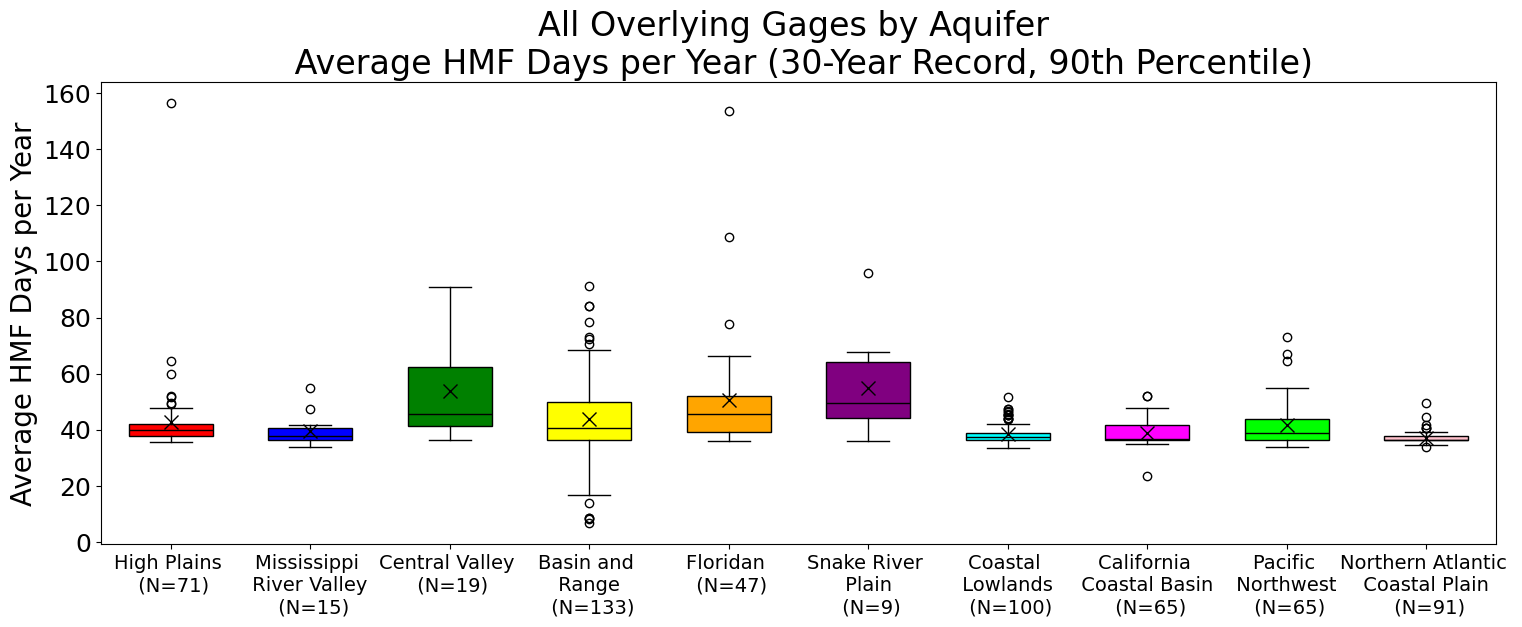 All Overlying Gages by Aquifer
Average HMF Days per Year (30-Year Record, 90th Percentile)
Average HMF Days per Year
160
140
120
100
80
60
40
20
0
High Plains
(N=71)
Mississippi
River Valley
(N=15)
Central Valley
(N=19)
Basin and
Range
(N=133)
Floridan
(N=47)
Snake River
Plain
(N=9)
Coastal
Lowlands
(N=100)
California
Coastal Basin
(N=65)
Pacific
Northwest
(N=65)
Northern Atlantic
Coastal Plain
(N=91)